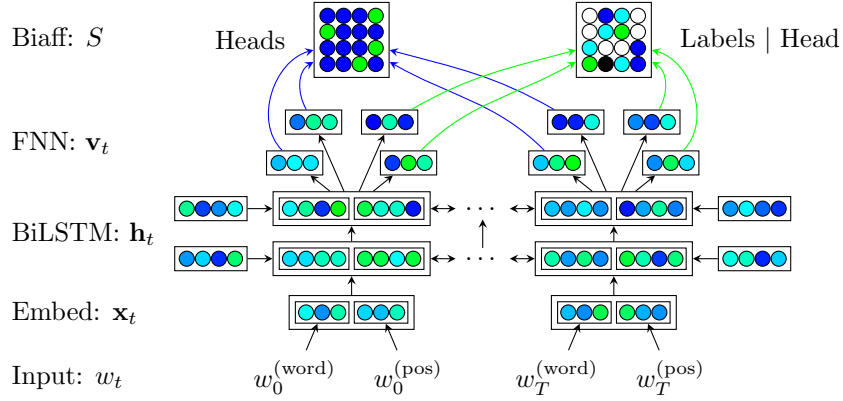 Biaff: S Heads Labels | Head
FNN: v_t
· · ·
BiLSTM: h_t
· · ·
Embed: x_t
Input: w_t w_0^(word) w_0^(pos) w_T^(word) w_T^(pos)